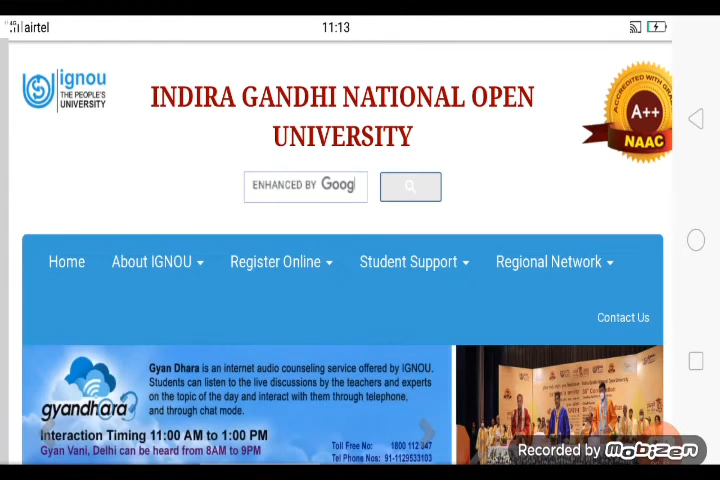 4G airtel 11:13
ignou
THE PEOPLE'S
UNIVERSITY
INDIRA GANDHI NATIONAL OPEN
UNIVERSITY
ACCREDITED WITH GRA
A++
NAAC
ENHANCED BY Googl
Home About IGNOU Register Online Student Support Regional Network
Contact Us
Gyan Dhara is an internet audio counseling service offered by IGNOU.
Students can listen to the live discussions by the teachers and experts
on the topic of the day and interact with them through telephone,
and through chat mode.
gyandhara
Interaction Timing 11:00 AM to 1:00 PM
Gyan Vani, Delhi can be heard from 8AM to 9PM
Toll Free No: 1800 112 347
Tel Phone Nos: 91-1129533103
Recorded by Mobizen